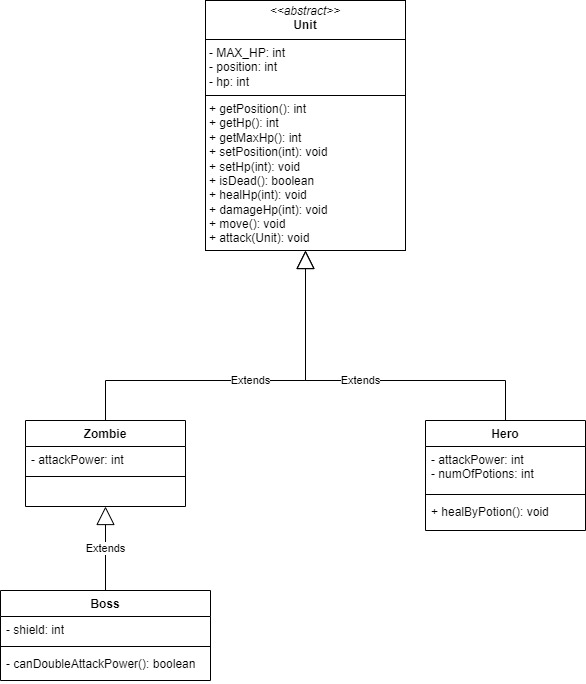 <<abstract>>
Unit
- MAX_HP: int
- position: int
- hp: int
+ getPosition(): int
+ getHp(): int
+ getMaxHp(): int
+ setPosition(int): void
+ setHp(int): void
+ isDead(): boolean
+ healHp(int): void
+ damageHp(int): void
+ move(): void
+ attack(Unit): void
Extends
Extends
Zombie
- attackPower: int
Hero
- attackPower: int
- numOfPotions: int
+ healByPotion(): void
Extends
Boss
- shield: int
- canDoubleAttackPower(): boolean